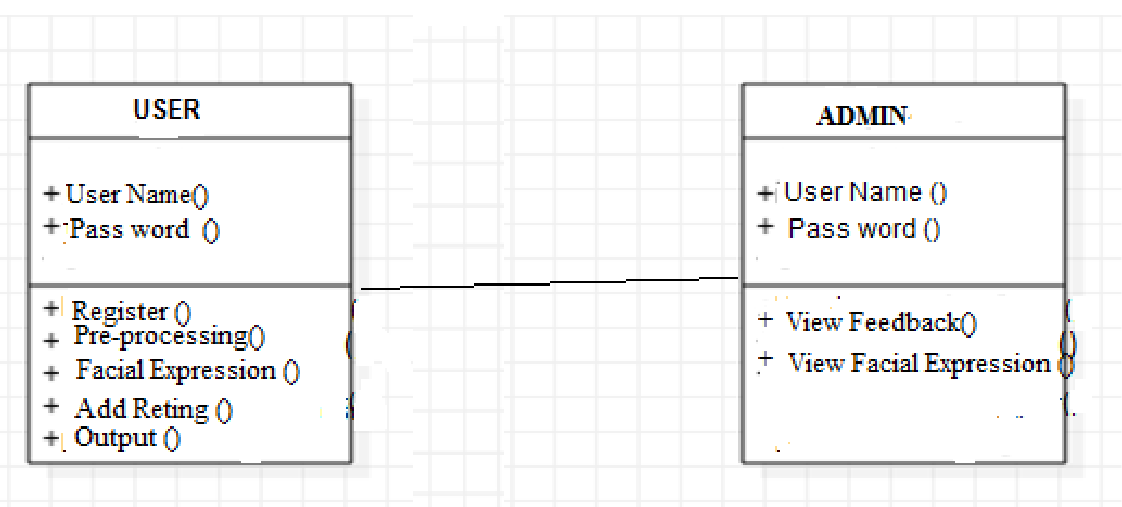 USER
+ User Name()
+ Pass word ()
+ Register ()
+ Pre-processing()
+ Facial Expression ()
+ Add Reting ()
+ Output ()
ADMIN
+ User Name ()
+ Pass word ()
+ View Feedback()
+ View Facial Expression ()